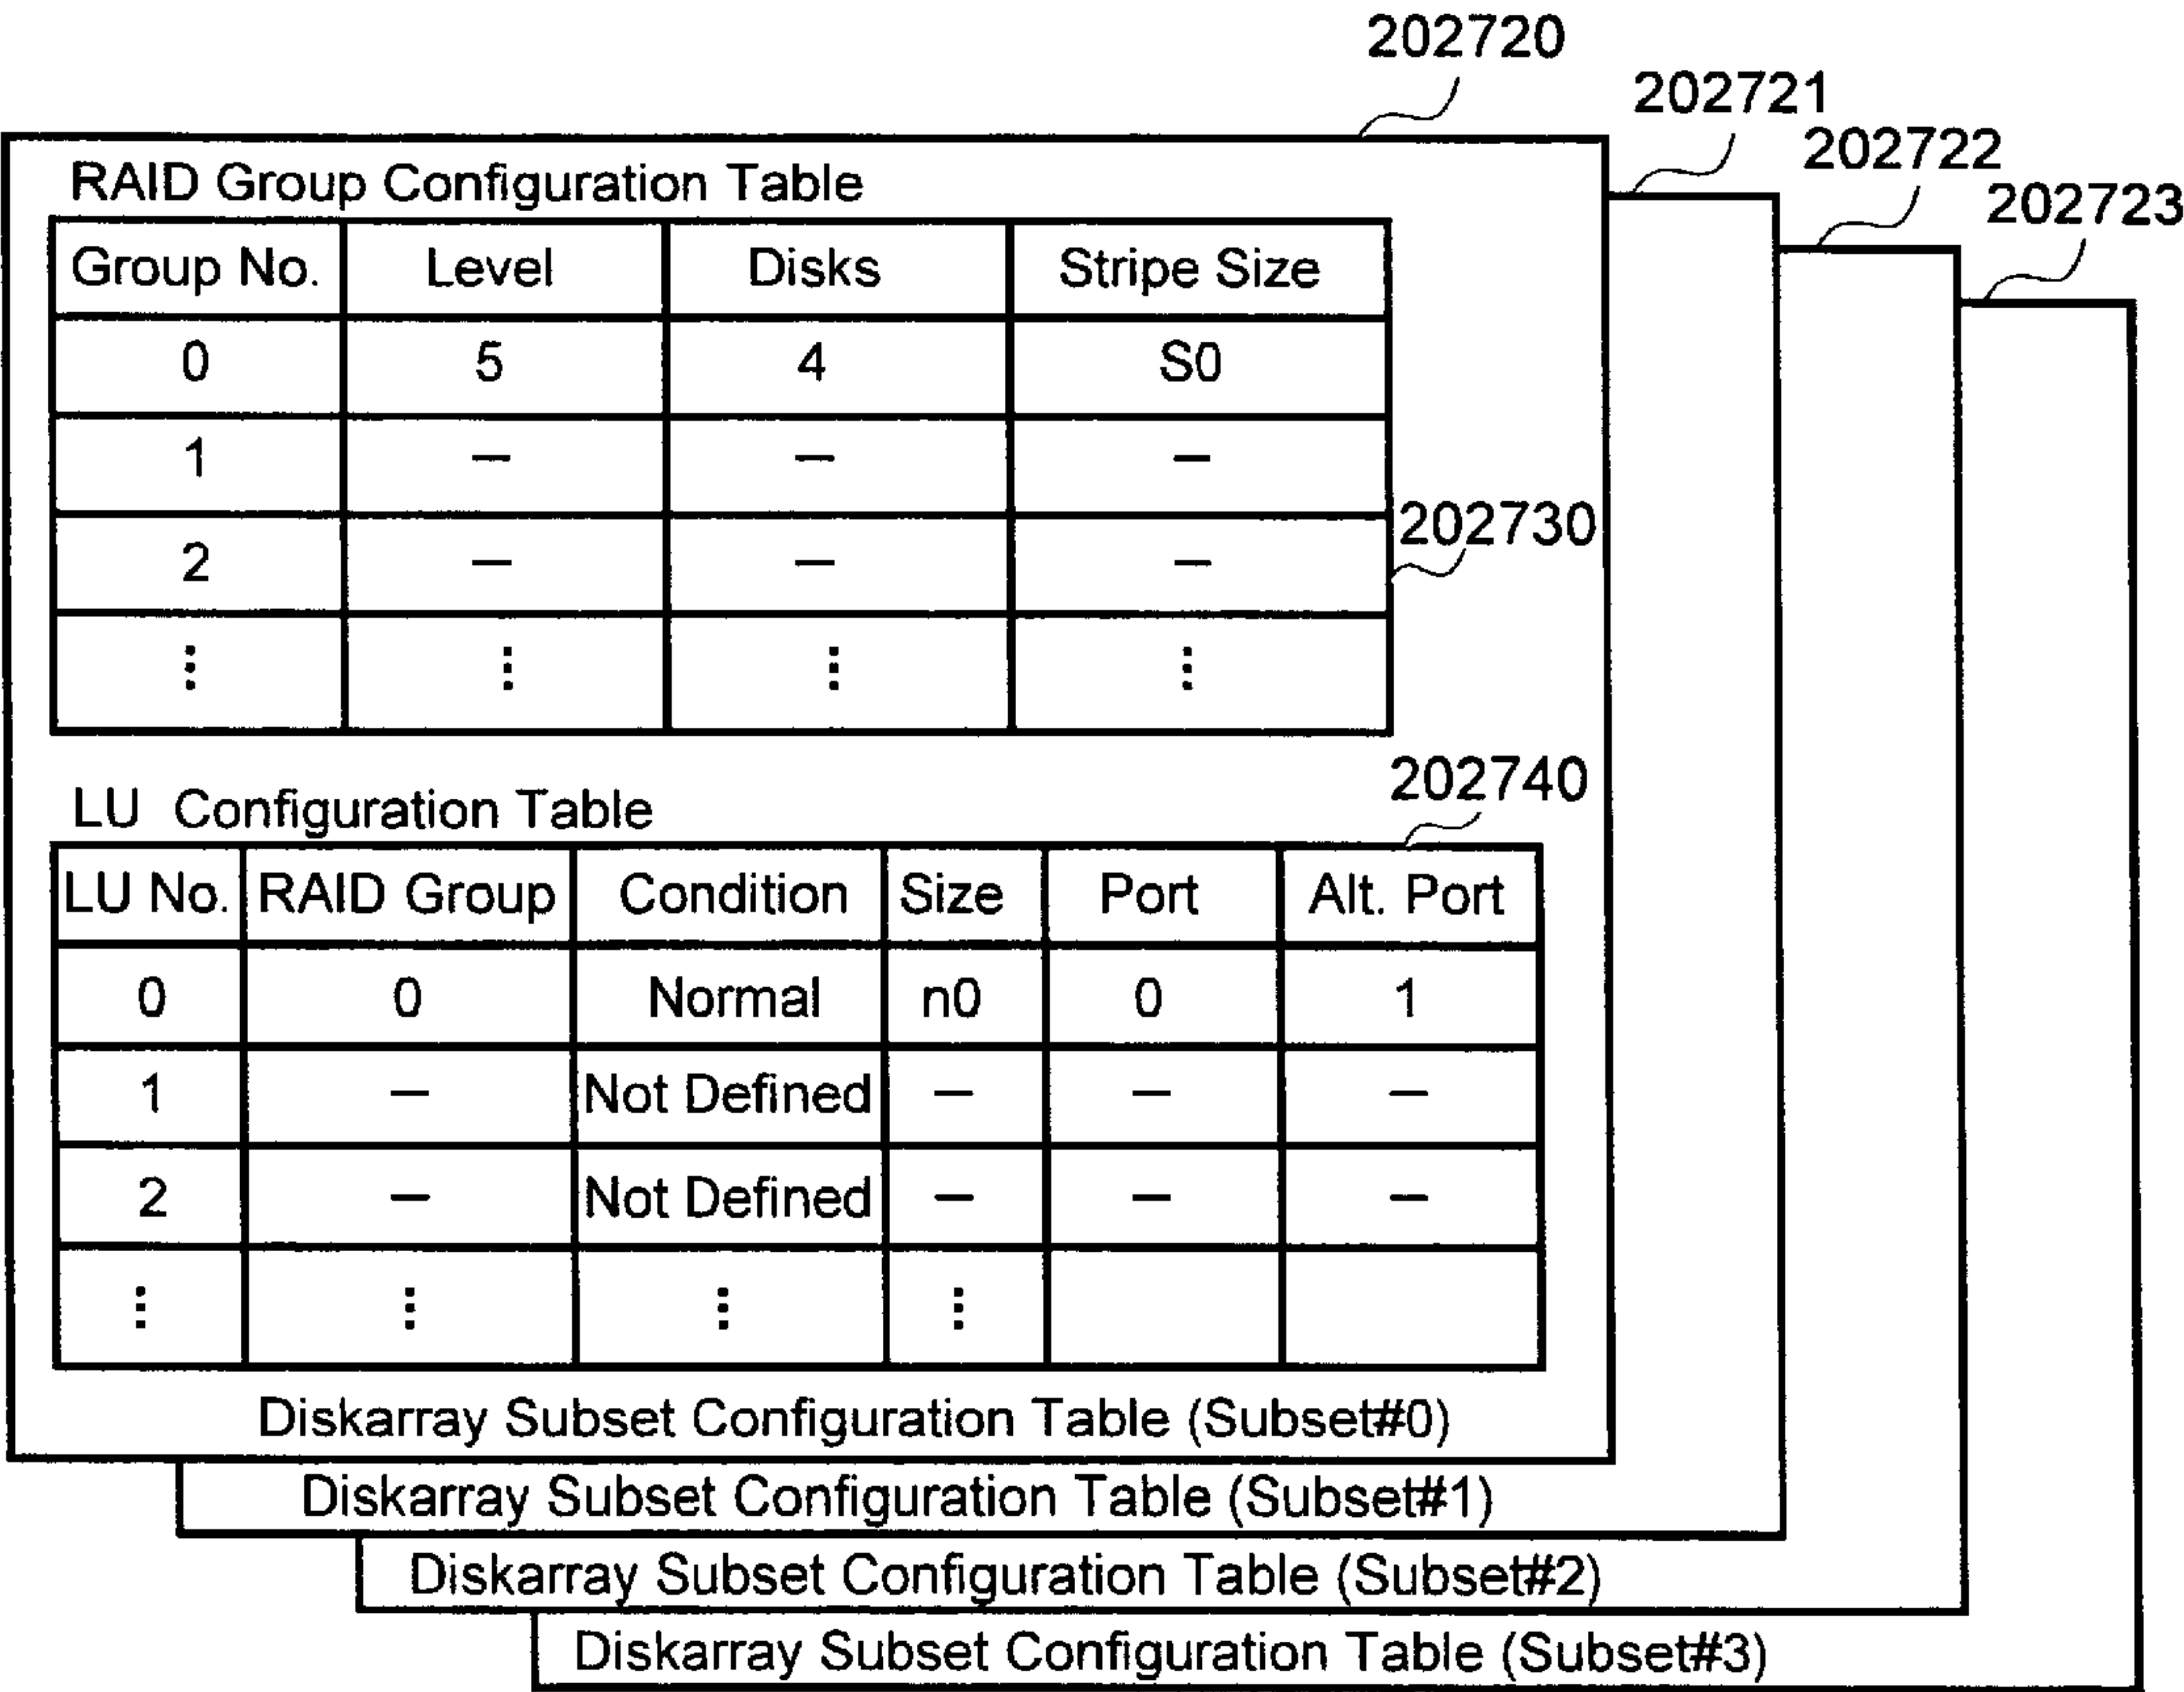 202720
202721
202722
202723
RAID Group Configuration Table
Group No. Level Disks Stripe Size
0 5 4 S0
1 – – –
202730
2 – – –
⋮ ⋮ ⋮ ⋮
202740
LU Configuration Table
LU No. RAID Group Condition Size Port Alt. Port
0 0 Normal n0 0 1
1 – Not Defined – – –
2 – Not Defined – – –
⋮ ⋮ ⋮ ⋮
Diskarray Subset Configuration Table (Subset#0)
Diskarray Subset Configuration Table (Subset#1)
Diskarray Subset Configuration Table (Subset#2)
Diskarray Subset Configuration Table (Subset#3)